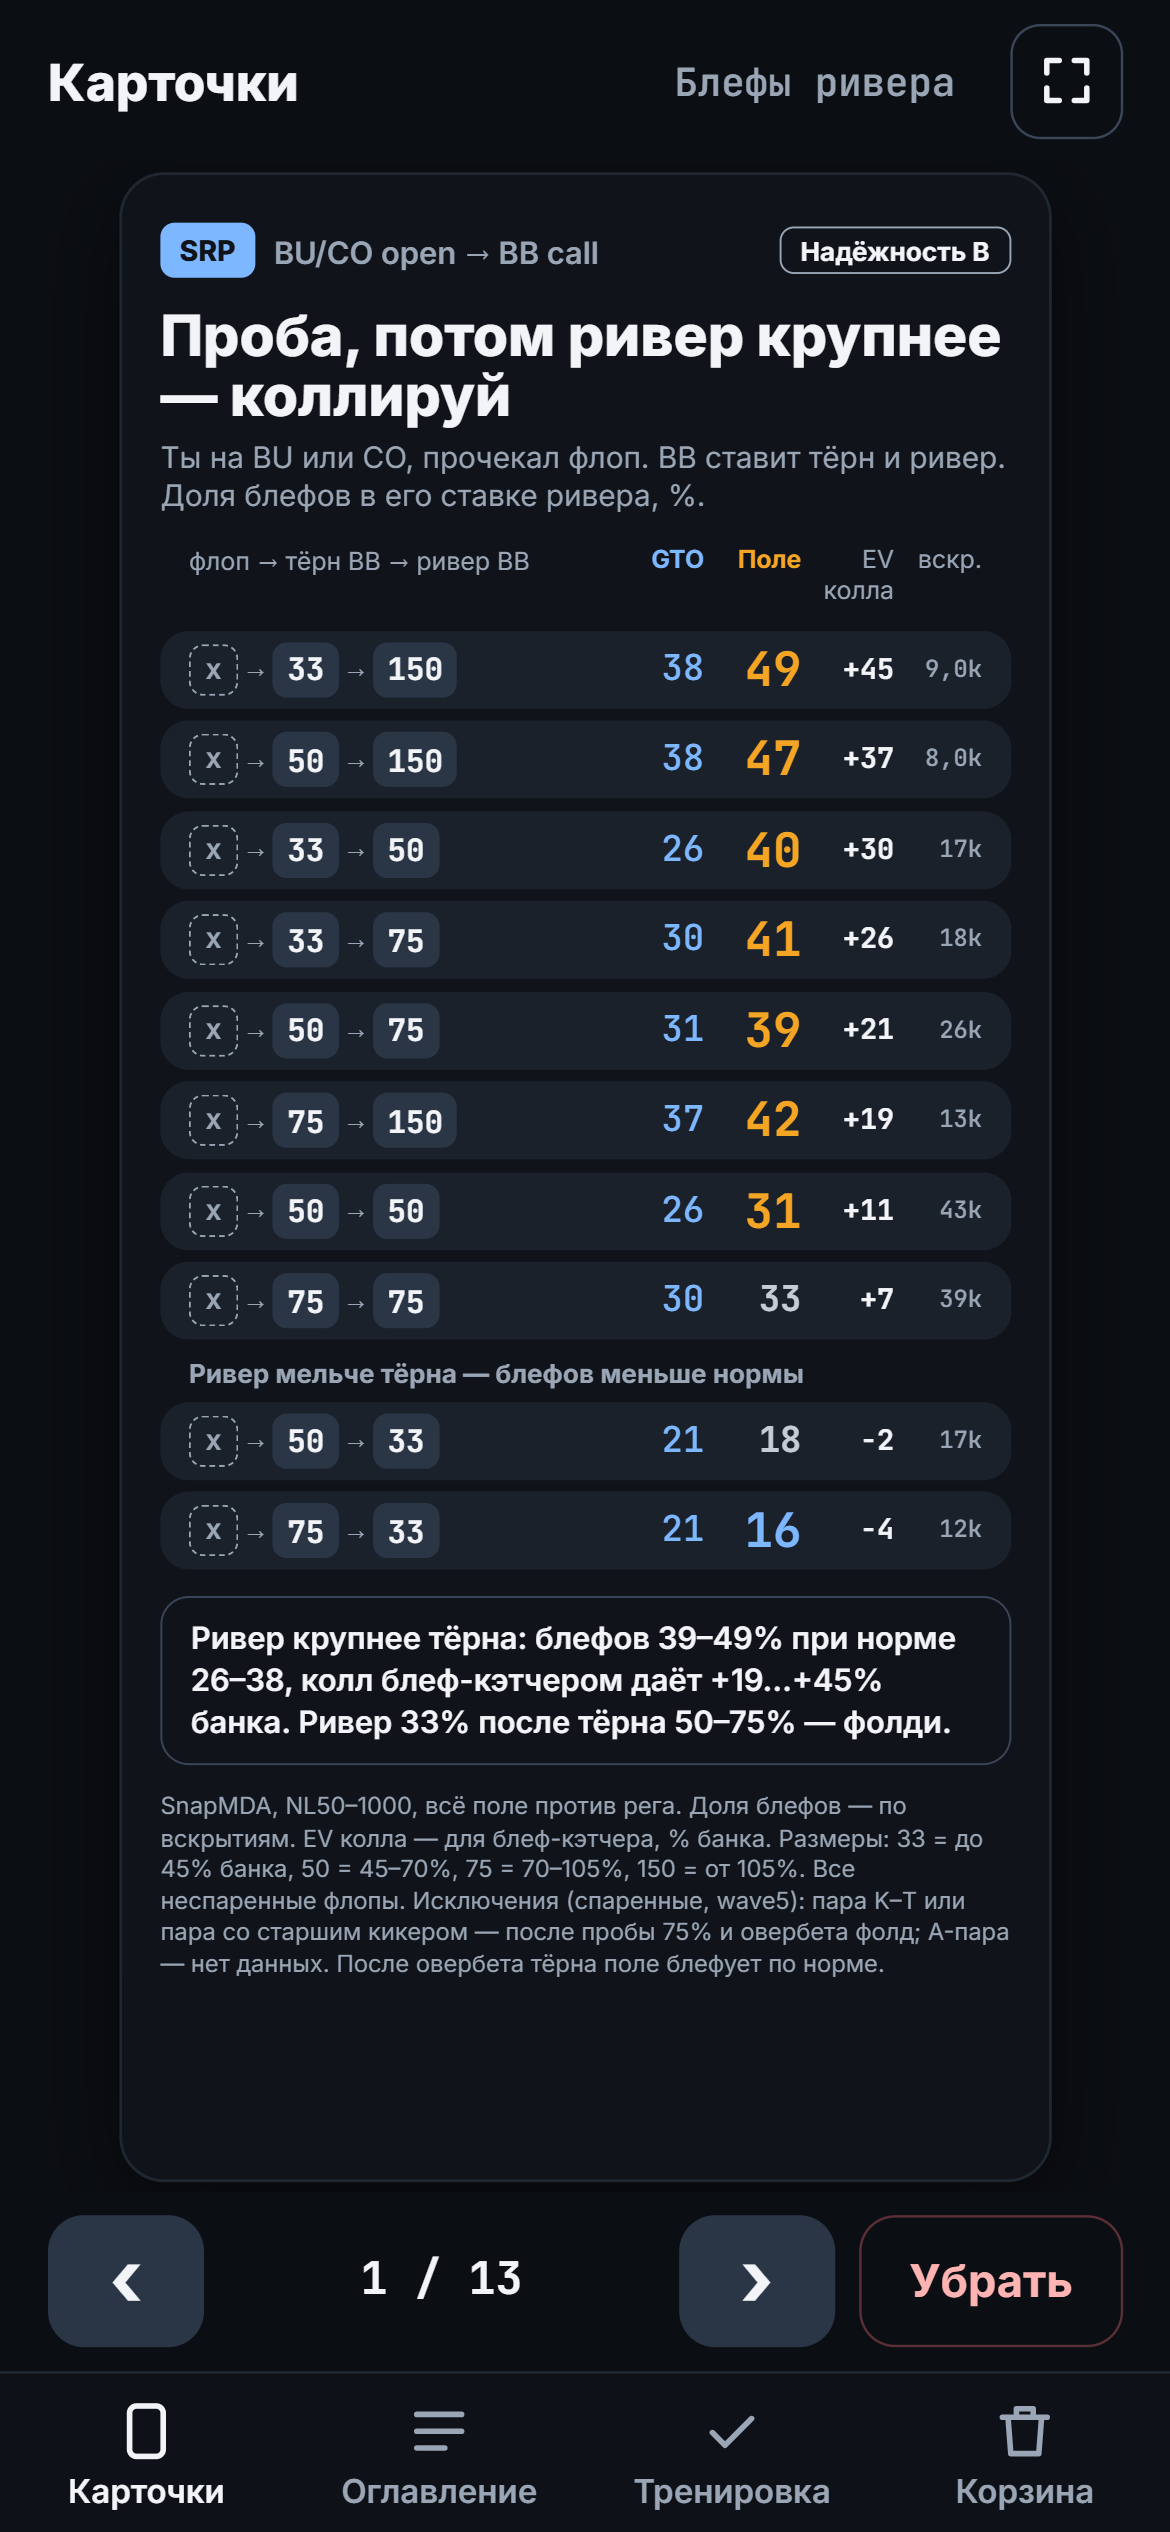 Карточки
Блефы ривера
SRP BU/CO open → BB call Надёжность B
Проба, потом ривер крупнее
— коллируй
Ты на BU или CO, прочекал флоп. BB ставит тёрн и ривер.
Доля блефов в его ставке ривера, %.
флоп → тёрн BB → ривер BB GTO Поле EV колла вскр.
X → 33 → 150 38 49 +45 9,0k
X → 50 → 150 38 47 +37 8,0k
X → 33 → 50 26 40 +30 17k
X → 33 → 75 30 41 +26 18k
X → 50 → 75 31 39 +21 26k
X → 75 → 150 37 42 +19 13k
X → 50 → 50 26 31 +11 43k
X → 75 → 75 30 33 +7 39k
Ривер мельче тёрна — блефов меньше нормы
X → 50 → 33 21 18 -2 17k
X → 75 → 33 21 16 -4 12k
Ривер крупнее тёрна: блефов 39–49% при норме
26–38, колл блеф-кэтчером даёт +19…+45%
банка. Ривер 33% после тёрна 50–75% — фолди.
SnapMDA, NL50–1000, всё поле против рега. Доля блефов — по
вскрытиям. EV колла — для блеф-кэтчера, % банка. Размеры: 33 = до
45% банка, 50 = 45–70%, 75 = 70–105%, 150 = от 105%. Все
неспаренные флопы. Исключения (спаренные, wave5): пара K–T или
пара со старшим кикером — после пробы 75% и овербета фолд; A-пара
— нет данных. После овербета тёрна поле блефует по норме.
‹ 1 / 13 › Убрать
Карточки Оглавление Тренировка Корзина